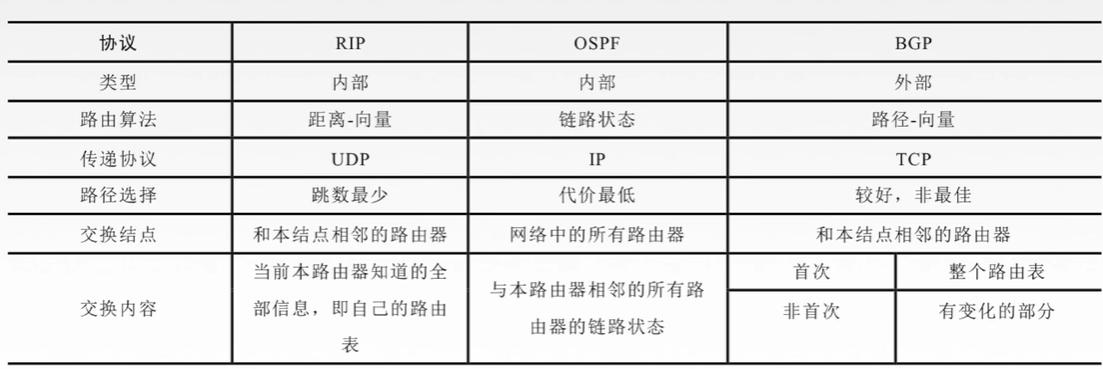 协议 RIP OSPF BGP
类型 内部 内部 外部
路由算法 距离-向量 链路状态 路径-向量
传递协议 UDP IP TCP
路径选择 跳数最少 代价最低 较好，非最佳
交换结点 和本结点相邻的路由器 网络中的所有路由器 和本结点相邻的路由器
交换内容
当前本路由器知道的全
部信息，即自己的路由
表
与本路由器相邻的所有路
由器的链路状态
首次 整个路由表
非首次 有变化的部分